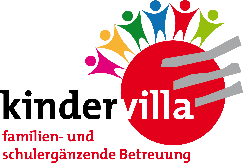 kindervilla
familien- und
schulergänzende Betreuung